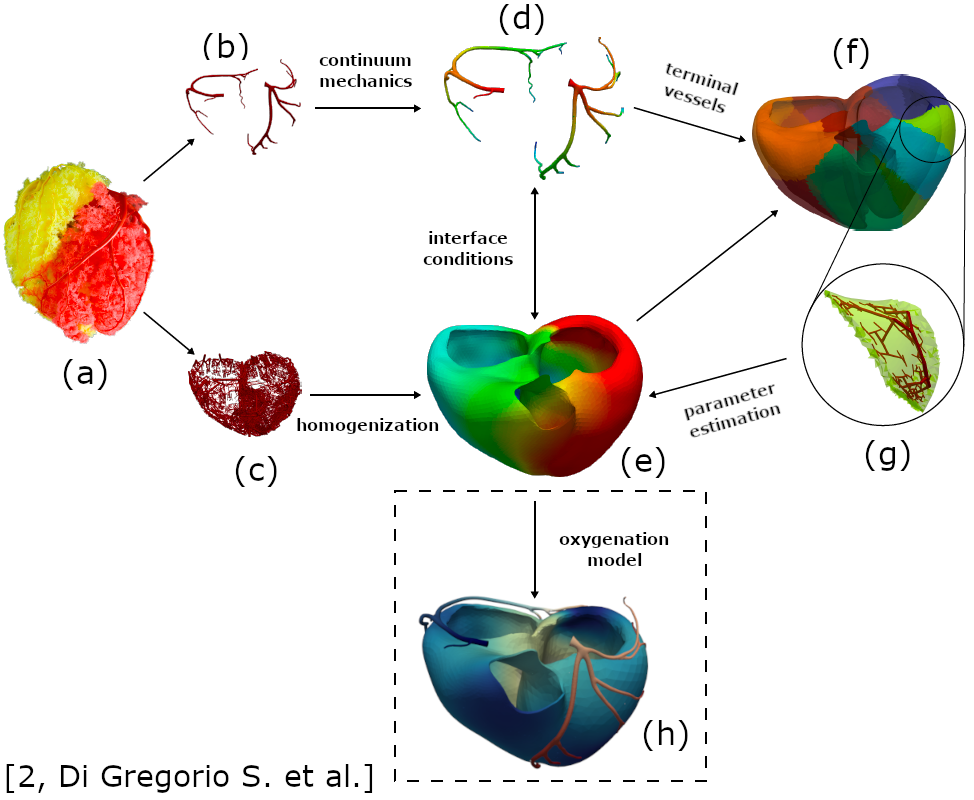 (b)
continuum
mechanics
(d)
terminal
vessels
(f)
(a)
interface
conditions
(c)
homogenization
(e)
parameter
estimation
(g)
oxygenation
model
(h)
[2, Di Gregorio S. et al.]